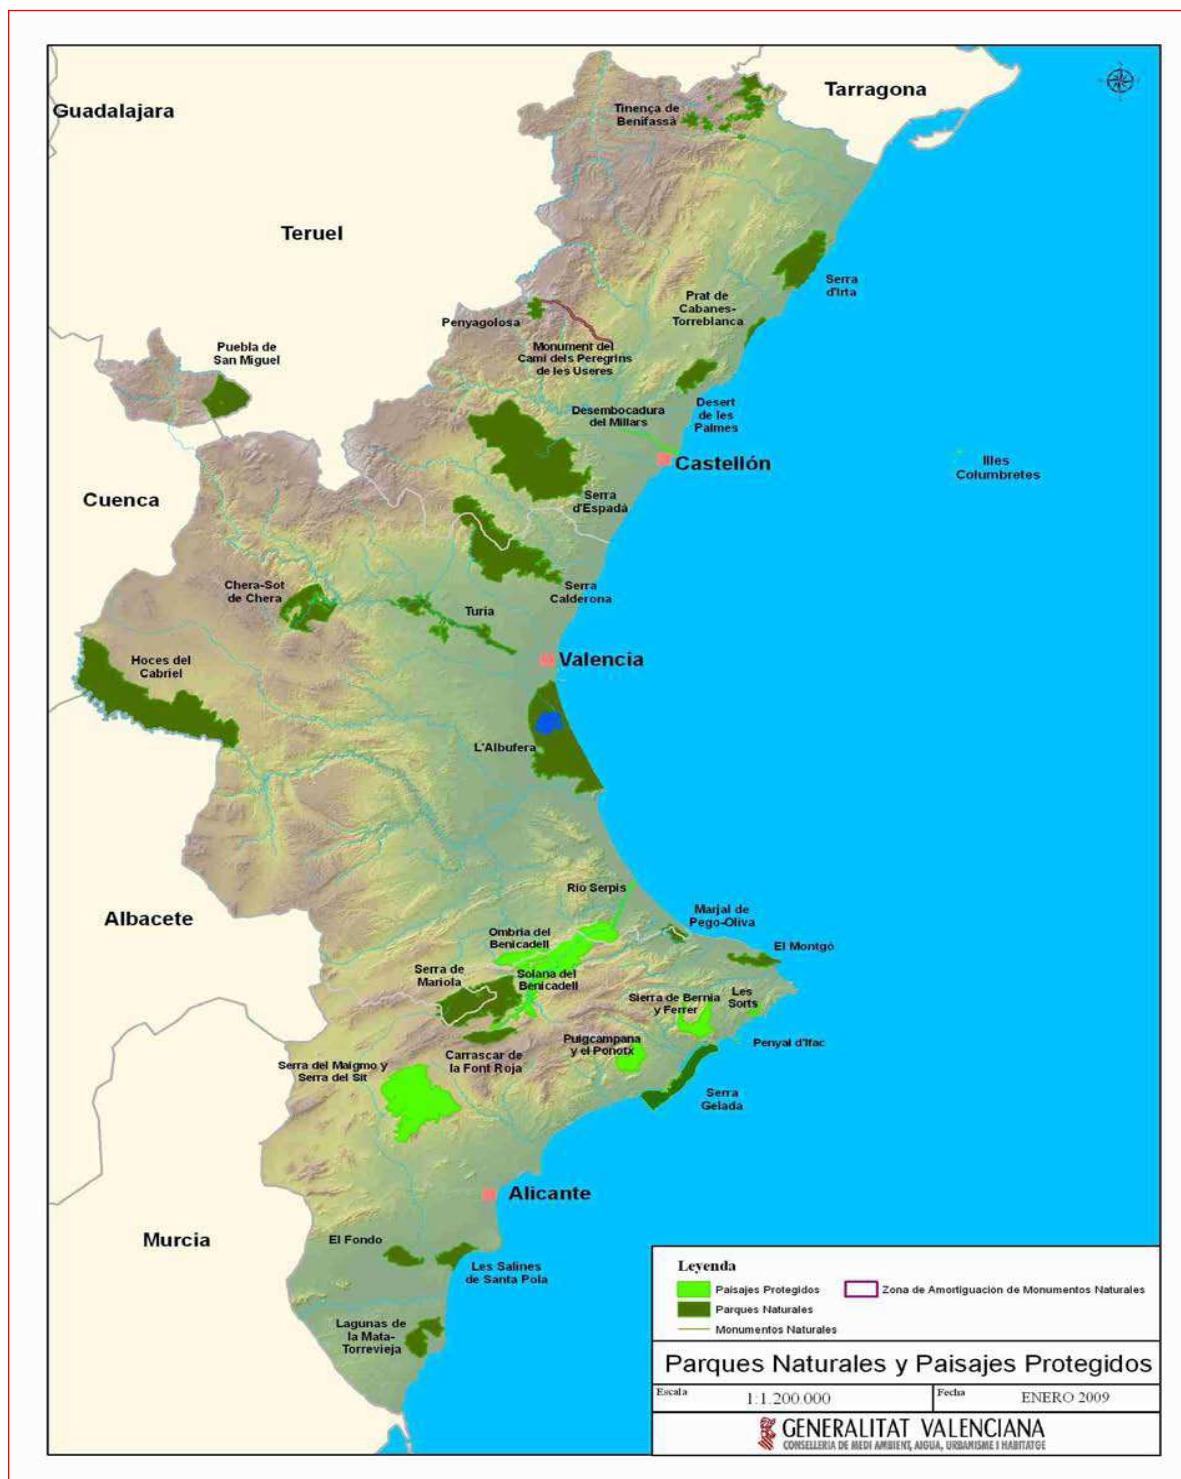 Guadalajara
Tarragona
Tinença de
Benifassà
Teruel
Serra
d'Irta
Prat de
Cabanes-
Torreblanca
Penyagolosa
Monument del
Camí dels Peregrins
de les Useres
Puebla de
San Miguel
Desert
de les
Palmes
Desembocadura
del Millars
Castellón
Illes
Columbretes
Cuenca
Serra
d'Espadà
Chera-Sot
de Chera
Serra
Calderona
Turia
Valencia
Hoces del
Cabriel
L'Albufera
Río Serpis
Albacete
Marjal de
Pego-Oliva
Ombria del
Benicadell
El Montgó
Serra de
Mariola
Solana del
Benicadell
Sierra de Bernia
y Ferrer
Les
Sorts
Puigcampana
y el Ponotx
Penyal d'Ifac
Carrascar de
la Font Roja
Serra del Maigmo y
Serra del Sit
Serra
Gelada
Alicante
Murcia
El Fondo
Les Salines
de Santa Pola
Lagunas de
la Mata-
Torrevieja
Leyenda
Paisajes Protegidos
Zona de Amortiguación de Monumentos Naturales
Parques Naturales
Monumentos Naturales
Parques Naturales y Paisajes Protegidos
Escala 1:1.200.000 Fecha ENERO 2009
GENERALITAT VALENCIANA
CONSELLERIA DE MEDI AMBIENT, AIGUA, URBANISME I HABITATGE